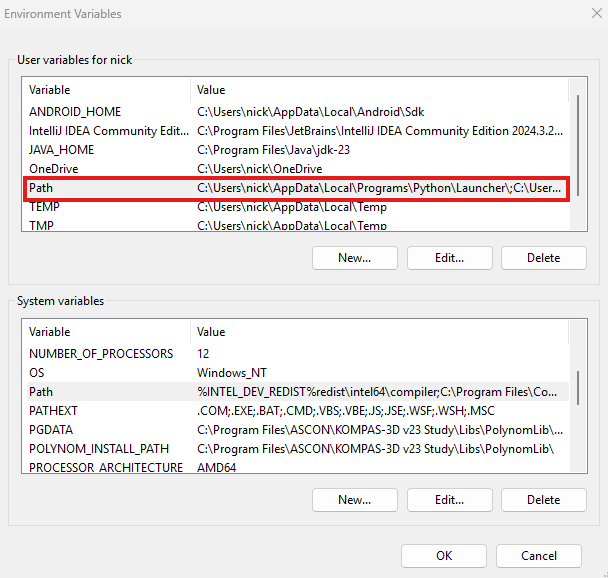 Environment Variables
User variables for nick
Variable Value
ANDROID_HOME C:\Users\nick\AppData\Local\Android\Sdk
IntelliJ IDEA Community Edit... C:\Program Files\JetBrains\IntelliJ IDEA Community Edition 2024.3.2...
JAVA_HOME C:\Program Files\Java\jdk-23
OneDrive C:\Users\nick\OneDrive
Path C:\Users\nick\AppData\Local\Programs\Python\Launcher\;C:\User...
TEMP C:\Users\nick\AppData\Local\Temp
TMP C:\Users\nick\AppData\Local\Temp
New... Edit... Delete
System variables
Variable Value
NUMBER_OF_PROCESSORS 12
OS Windows_NT
Path %INTEL_DEV_REDIST%redist\intel64\compiler;C:\Program Files\Co...
PATHEXT .COM;.EXE;.BAT;.CMD;.VBS;.VBE;.JS;.JSE;.WSF;.WSH;.MSC
PGDATA C:\Program Files\ASCON\KOMPAS-3D v23 Study\Libs\PolynomLib\...
POLYNOM_INSTALL_PATH C:\Program Files\ASCON\KOMPAS-3D v23 Study\Libs\PolynomLib\
PROCESSOR_ARCHITECTURE AMD64
New... Edit... Delete
OK Cancel